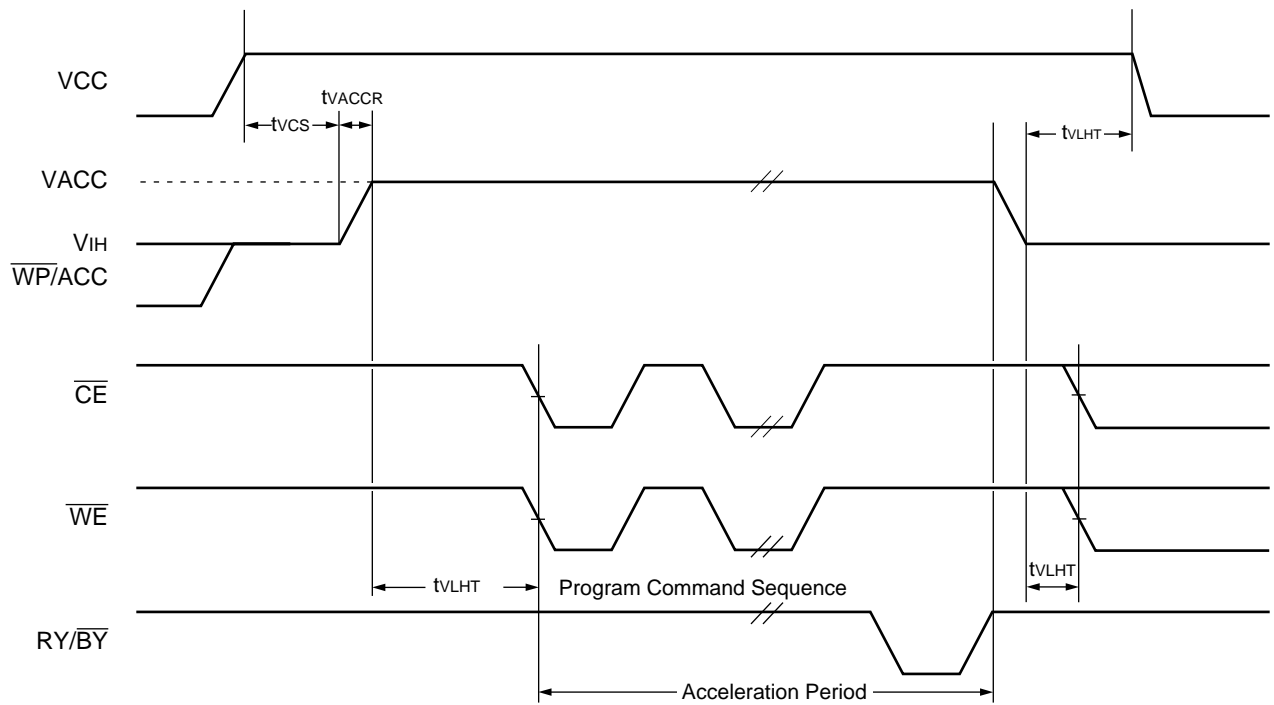 VCC
tVACCR
tVCS
tVLHT
VACC
VIH
WP/ACC
CE
WE
tVLHT
Program Command Sequence
tVLHT
RY/BY
Acceleration Period